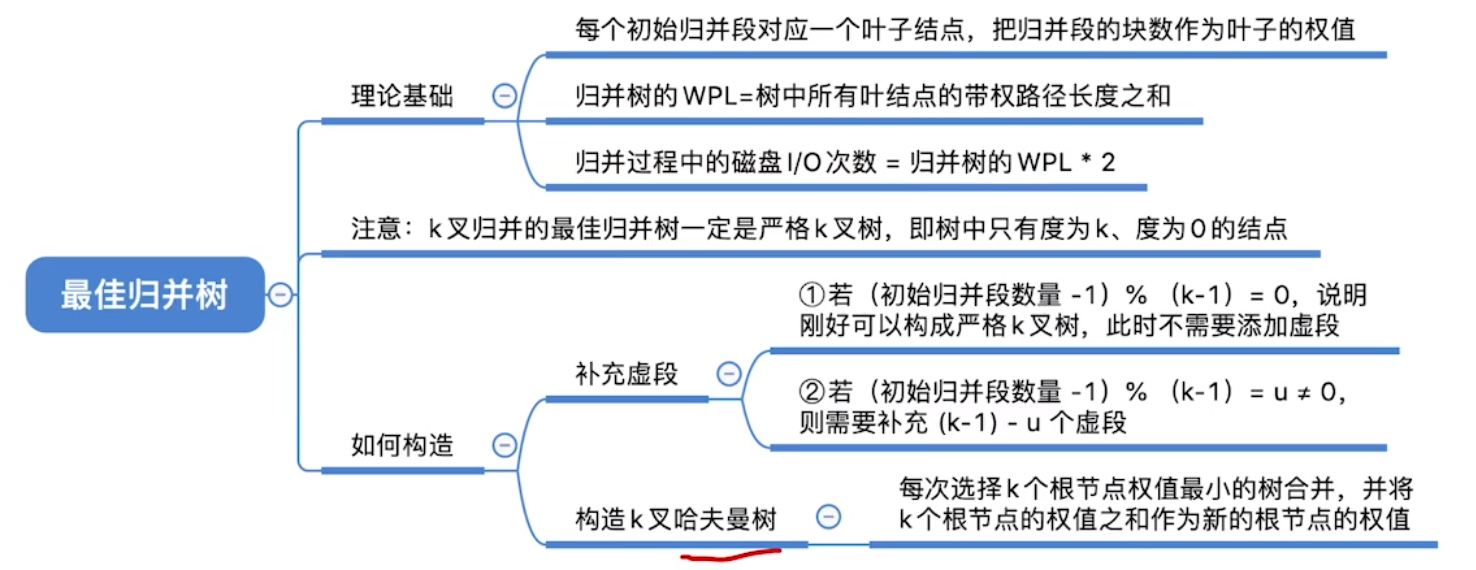 每个初始归并段对应一个叶子结点，把归并段的块数作为叶子的权值
理论基础
归并树的WPL=树中所有叶结点的带权路径长度之和
归并过程中的磁盘I/O次数 = 归并树的WPL * 2
注意：k叉归并的最佳归并树一定是严格k叉树，即树中只有度为k、度为0的结点
最佳归并树
①若（初始归并段数量 -1）% （k-1）= 0，说明
刚好可以构成严格k叉树，此时不需要添加虚段
补充虚段
②若（初始归并段数量 -1）% （k-1）= u ≠ 0，
则需要补充 (k-1) - u 个虚段
如何构造
每次选择k个根节点权值最小的树合并，并将
k个根节点的权值之和作为新的根节点的权值
构造k叉哈夫曼树